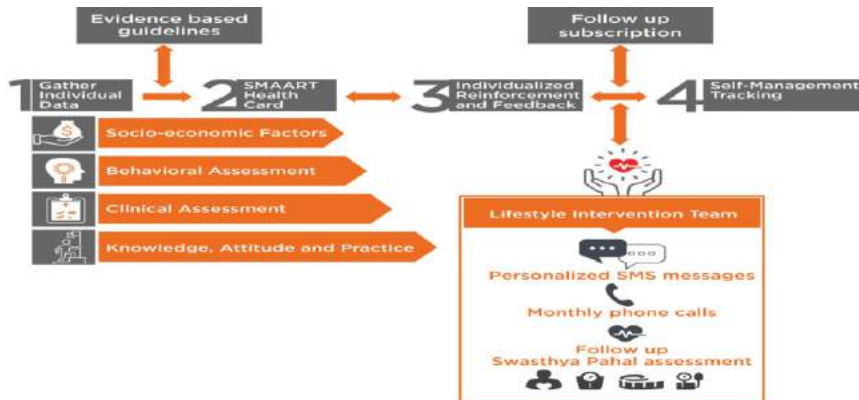 Evidence based
guidelines
Follow up
subscription
1 Gather
Individual
Data
2 SMAART
Health
Card
3 Individualized
Reinforcement
and Feedback
4 Self-Management
Tracking
$
Socio-economic Factors
Behavioral Assessment
Clinical Assessment
Knowledge, Attitude and Practice
Lifestyle Intervention Team
Personalized SMS messages
Monthly phone calls
Follow up
Swasthya Pahal assessment